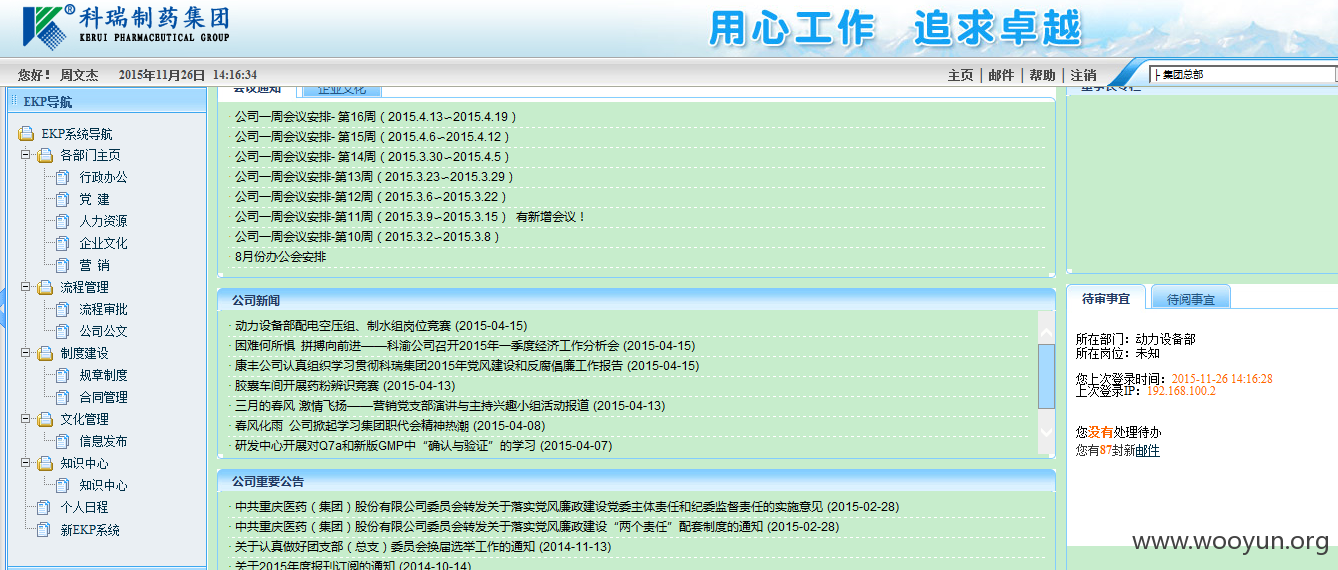 科瑞制药集团
KERUI PHARMACEUTICAL GROUP
用心工作 追求卓越
您好！ 周文杰 2015年11月26日 14:16:34
主页 | 邮件 | 帮助 | 注销
集团总部
EKP导航
EKP系统导航
各部门主页
行政办公
党 建
人力资源
企业文化
营 销
流程管理
流程审批
公司公文
制度建设
规章制度
合同管理
文化管理
信息发布
知识中心
知识中心
个人日程
新EKP系统
会议通知 企业文化
公司一周会议安排- 第16周（2015.4.13~2015.4.19 ）
公司一周会议安排- 第15周（2015.4.6~2015.4.12 ）
公司一周会议安排- 第14周（2015.3.30~2015.4.5 ）
公司一周会议安排-第13周（2015.3.23~2015.3.29 ）
公司一周会议安排-第12周（2015.3.6~2015.3.22 ）
公司一周会议安排-第11周（2015.3.9~2015.3.15 ） 有新增会议！
公司一周会议安排-第10周（2015.3.2~2015.3.8 ）
8月份办公会安排
公司新闻
动力设备部配电空压组、制水组岗位竞赛 (2015-04-15)
困难何所惧 拼搏向前进——科渝公司召开2015年一季度经济工作分析会 (2015-04-15)
康丰公司认真组织学习贯彻科瑞集团2015年党风建设和反腐倡廉工作报告 (2015-04-15)
胶囊车间开展药粉辨识竞赛 (2015-04-13)
三月的春风 激情飞扬——营销党支部演讲与主持兴趣小组活动报道 (2015-04-13)
春风化雨 公司掀起学习集团职代会精神热潮 (2015-04-08)
研发中心开展对Q7a和新版GMP中“确认与验证”的学习 (2015-04-07)
公司重要公告
中共重庆医药（集团）股份有限公司委员会转发关于落实党风廉政建设党委主体责任和纪委监督责任的实施意见 (2015-02-28)
中共重庆医药（集团）股份有限公司委员会转发关于落实党风廉政建设“两个责任”配套制度的通知 (2015-02-28)
关于认真做好团支部（总支）委员会换届选举工作的通知 (2014-11-13)
关于2015年度报刊订阅的通知 (2014-10-14)
董事长专栏
待审事宜 待阅事宜
所在部门：动力设备部
所在岗位：未知
您上次登录时间：2015-11-26 14:16:28
上次登录IP：192.168.100.2
您没有处理待办
您有87封新邮件
www.wooyun.org